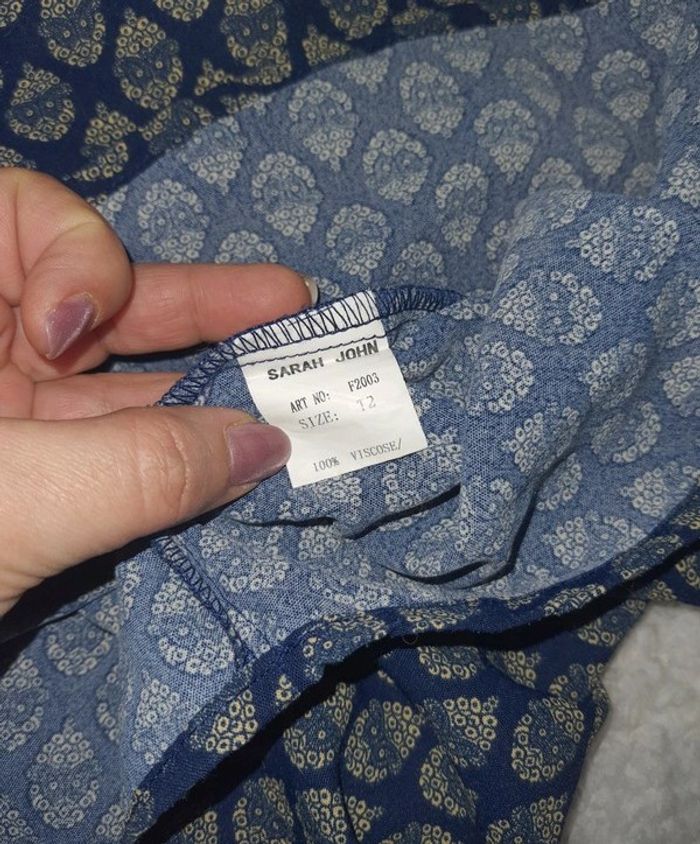 SARAH JOHN
ART NO: F2003
SIZE: 12
100% VISCOSE/